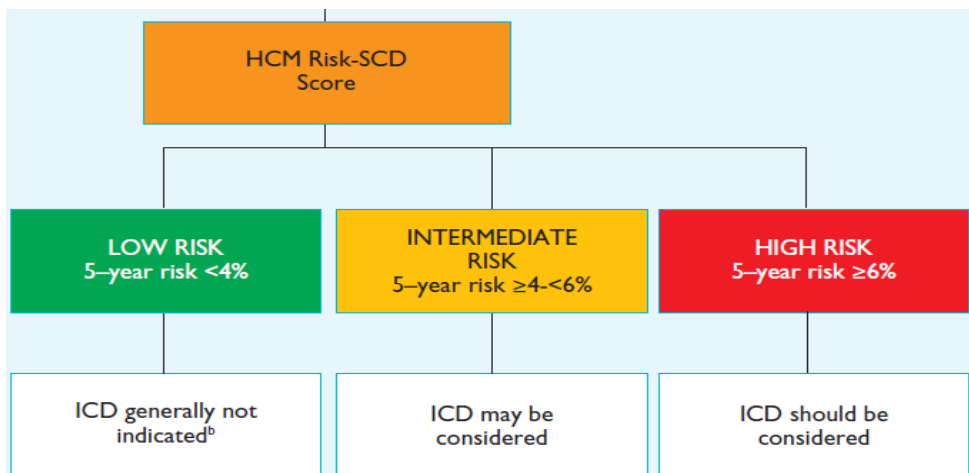 HCM Risk-SCD
Score
LOW RISK
5–year risk <4%
INTERMEDIATE
RISK
5–year risk ≥4-<6%
HIGH RISK
5–year risk ≥6%
ICD generally not
indicatedᵇ
ICD may be
considered
ICD should be
considered